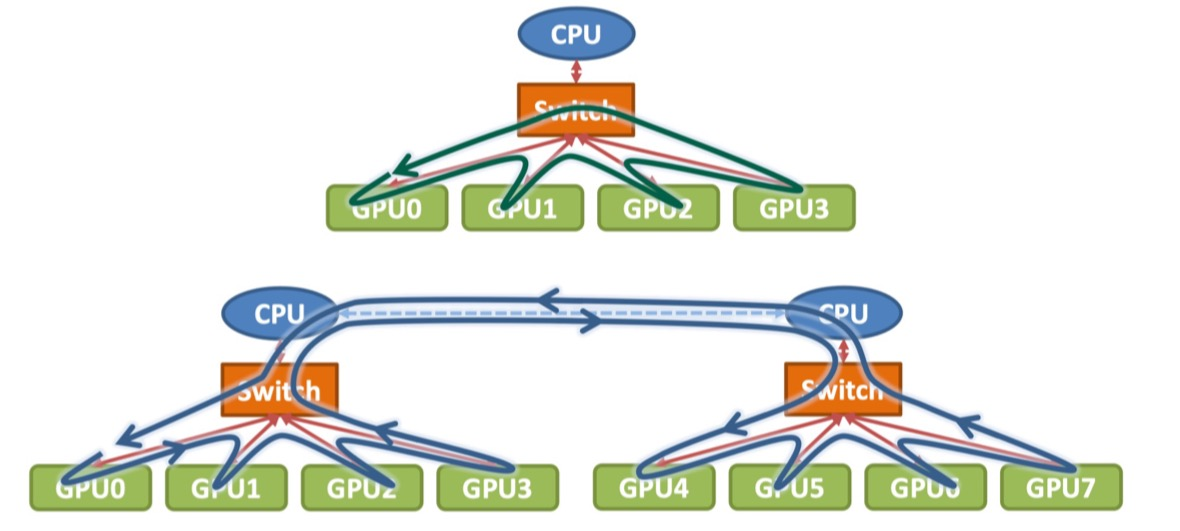 CPU
Switch
GPU0 GPU1 GPU2 GPU3
CPU CPU
Switch Switch
GPU0 GPU1 GPU2 GPU3 GPU4 GPU5 GPU6 GPU7